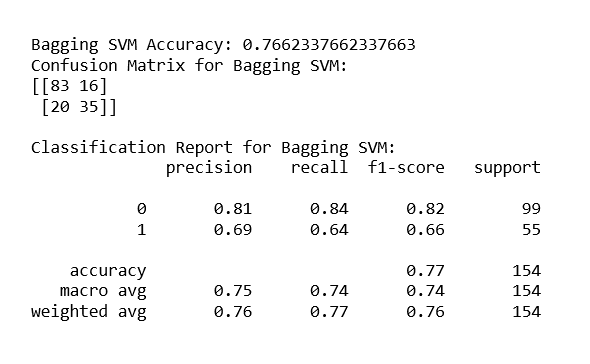 Bagging SVM Accuracy: 0.7662337662337663
Confusion Matrix for Bagging SVM:
[[83 16]
 [20 35]]

Classification Report for Bagging SVM:
              precision    recall  f1-score   support

           0       0.81      0.84      0.82        99
           1       0.69      0.64      0.66        55

    accuracy                           0.77       154
   macro avg       0.75      0.74      0.74       154
weighted avg       0.76      0.77      0.76       154